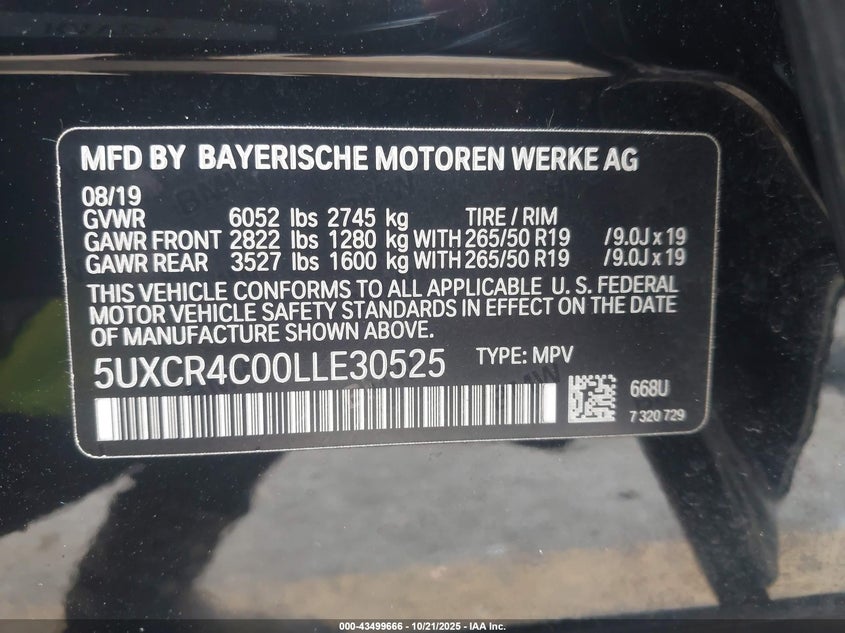 MFD BY BAYERISCHE MOTOREN WERKE AG
08/19
GVWR 6052 lbs 2745 kg TIRE / RIM
GAWR FRONT 2822 lbs 1280 kg WITH 265/50 R19 /9.0J x 19
GAWR REAR 3527 lbs 1600 kg WITH 265/50 R19 /9.0J x 19
THIS VEHICLE CONFORMS TO ALL APPLICABLE U. S. FEDERAL
MOTOR VEHICLE SAFETY STANDARDS IN EFFECT ON THE DATE
OF MANUFACTURE SHOWN ABOVE.
5UXCR4C00LLE30525 TYPE: MPV
668U
7 320 729
000-43499666 - 10/21/2025 - IAA Inc.